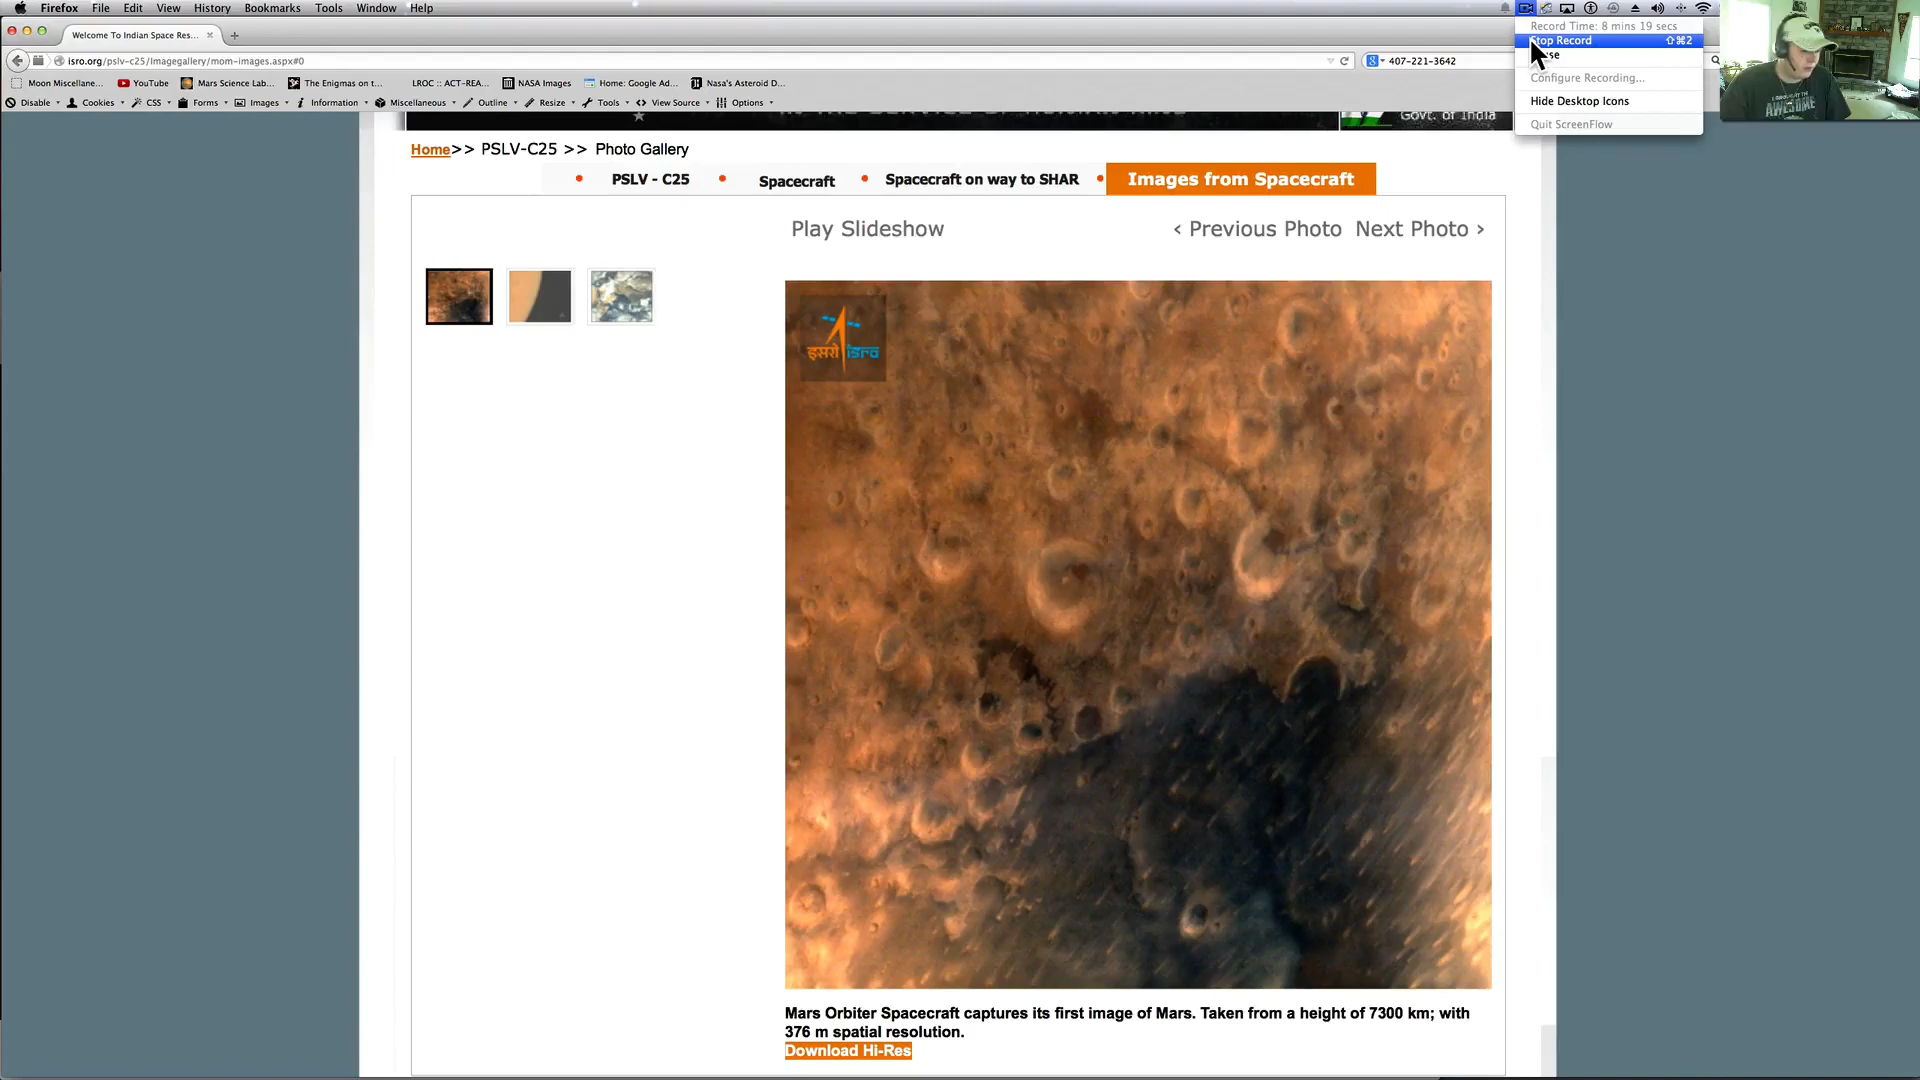 Firefox File Edit View History Bookmarks Tools Window Help
Record Time: 8 mins 19 secs
Stop Record ⇧⌘2
Configure Recording...
Hide Desktop Icons
Quit ScreenFlow
Welcome To Indian Space Res...
isro.org/pslv-c25/Imagegallery/mom-images.aspx#0
407-221-3642
Moon Miscellane... YouTube Mars Science Lab... The Enigmas on t... LROC :: ACT-REA... NASA Images Home: Google Ad... Nasa's Asteroid D...
Disable Cookies CSS Forms Images Information Miscellaneous Outline Resize Tools View Source Options
Govt. of India
Home>> PSLV-C25 >> Photo Gallery
PSLV - C25 Spacecraft Spacecraft on way to SHAR Images from Spacecraft
Play Slideshow ‹ Previous Photo Next Photo ›
इसरो isro
Mars Orbiter Spacecraft captures its first image of Mars. Taken from a height of 7300 km; with
376 m spatial resolution.
Download Hi-Res
AWESOME